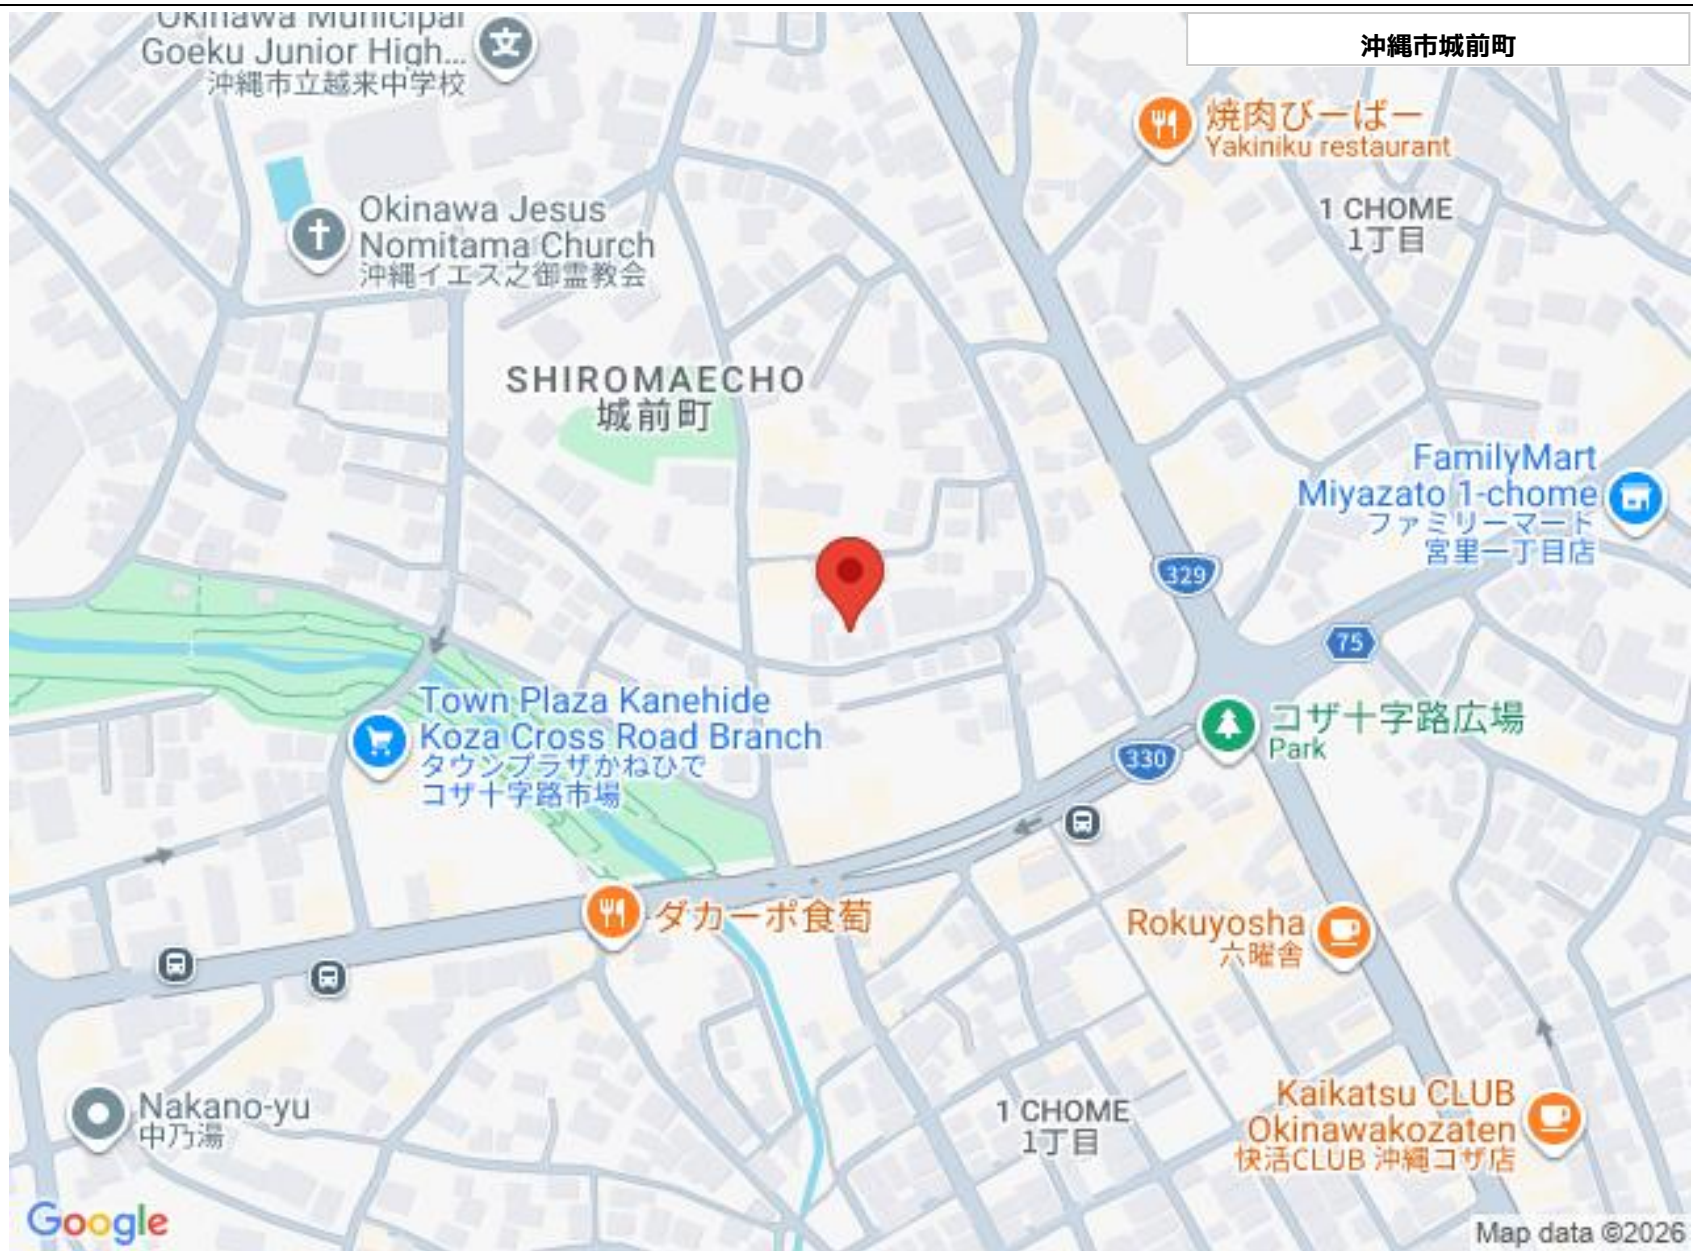 Okinawa Municipal
Goeku Junior High...
沖縄市立越来中学校
沖縄市城前町
焼肉びーばー
Yakiniku restaurant
1 CHOME
1丁目
Okinawa Jesus
Nomitama Church
沖縄イエス之御霊教会
SHIROMAECHO
城前町
FamilyMart
Miyazato 1-chome
ファミリーマート
宮里一丁目店
329
75
Town Plaza Kanehide
Koza Cross Road Branch
タウンプラザかねひで
コザ十字路市場
コザ十字路広場
Park
330
ダカーポ食萄
Rokuyosha
六曜舎
Nakano-yu
中乃湯
1 CHOME
1丁目
Kaikatsu CLUB
Okinawakozaten
快活CLUB 沖縄コザ店
Google
Map data ©2026